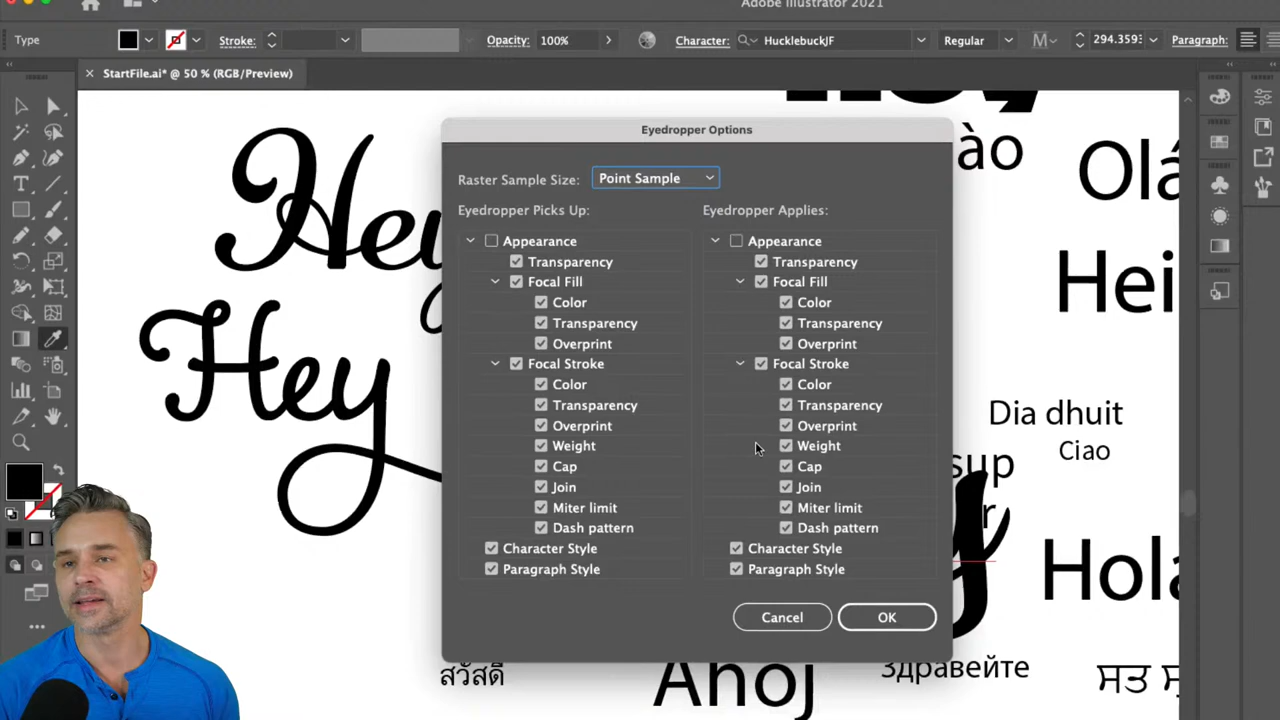 Adobe Illustrator 2021
Type Stroke: Opacity: 100% Character: HucklebuckJF Regular 294.359 Paragraph:
StartFile.ai* @ 50 % (RGB/Preview)
Hey
Hey
Eyedropper Options
Raster Sample Size: Point Sample
Eyedropper Picks Up:
Appearance
Transparency
Focal Fill
Color
Transparency
Overprint
Focal Stroke
Color
Transparency
Overprint
Weight
Cap
Join
Miter limit
Dash pattern
Character Style
Paragraph Style
Eyedropper Applies:
Appearance
Transparency
Focal Fill
Color
Transparency
Overprint
Focal Stroke
Color
Transparency
Overprint
Weight
Cap
Join
Miter limit
Dash pattern
Character Style
Paragraph Style
Cancel OK
ào
Olá
Hei
Dia dhuit
Ciao
sup
Hola
สวัสดี
Ahoj
Здравейте
ਸਤ